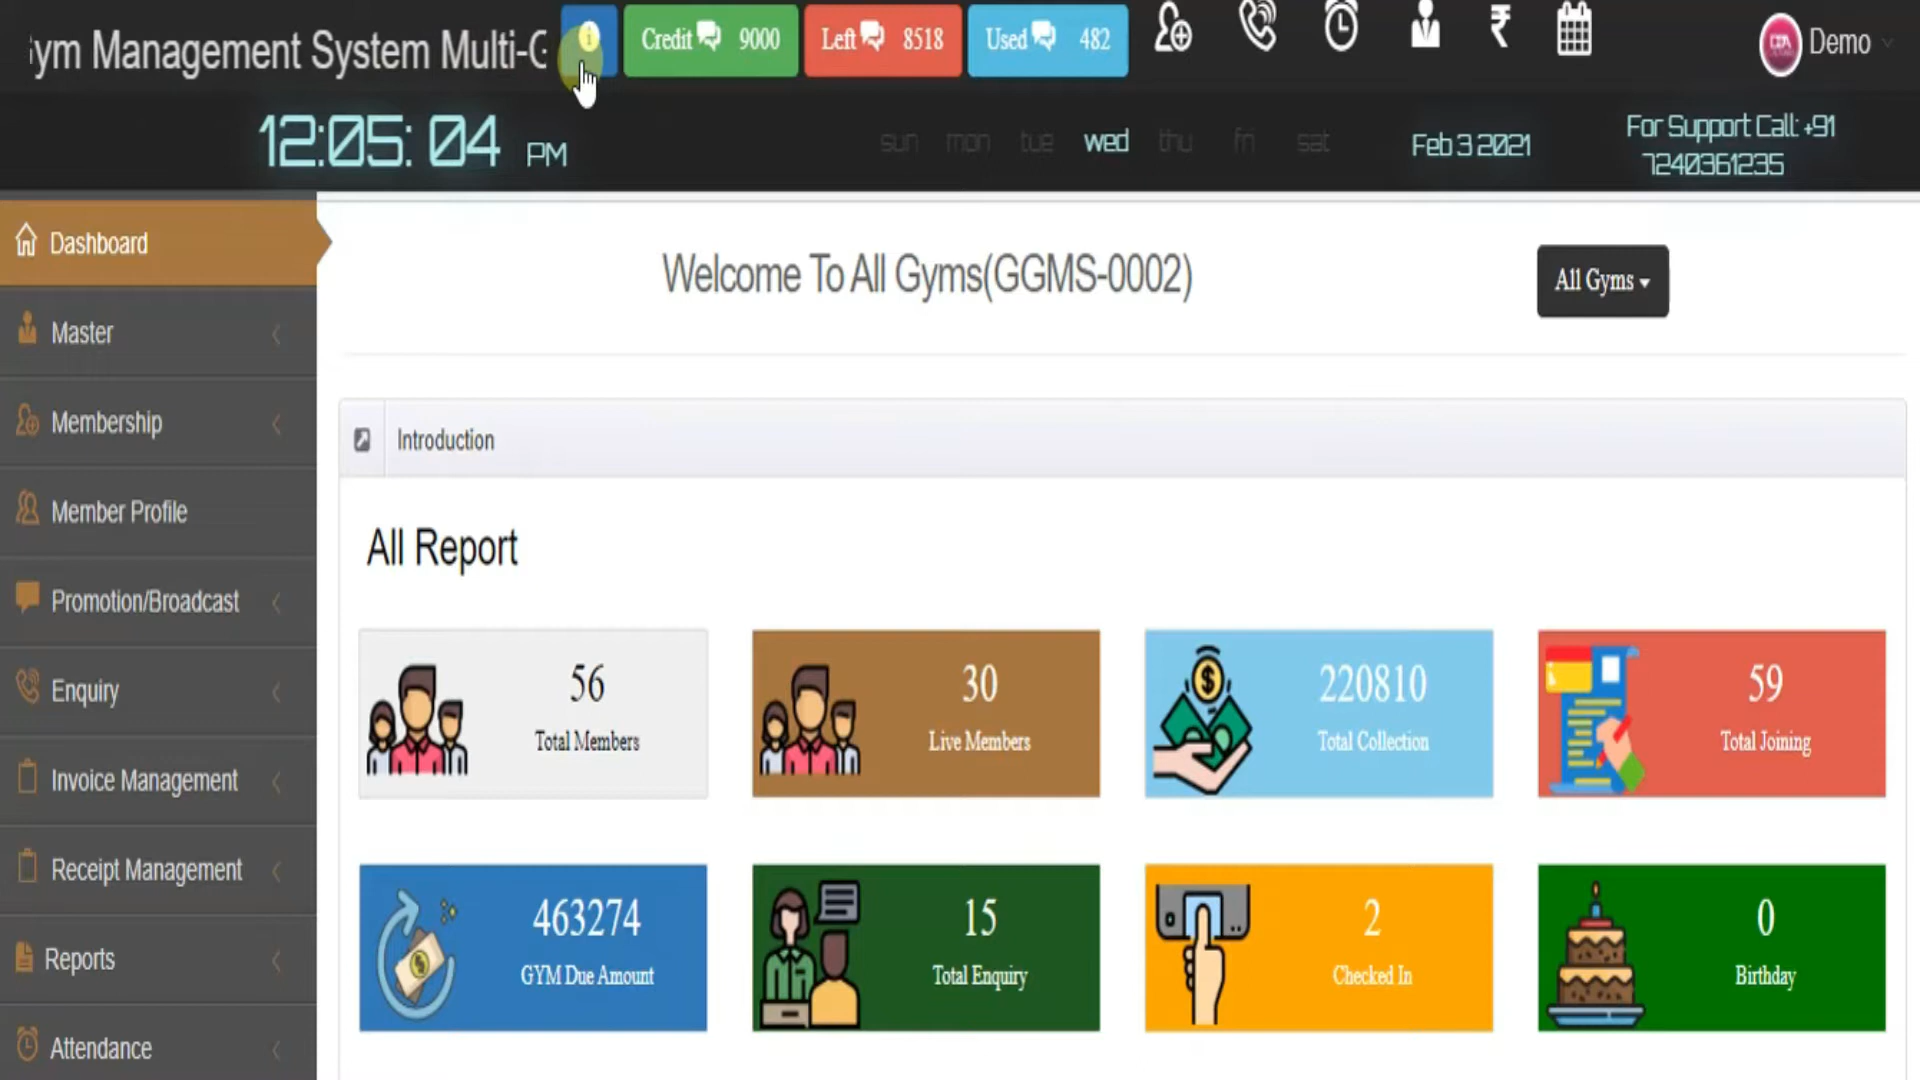 ym Management System Multi-G
Credit 9000
Left 8518
Used 482
Demo
12:05: 04 PM
sun mon tue wed thu fri sat
Feb 3 2021
For Support Call: +91
7240361235
Dashboard
Master
Membership
Member Profile
Promotion/Broadcast
Enquiry
Invoice Management
Receipt Management
Reports
Attendance
Welcome To All Gyms(GGMS-0002)
All Gyms
Introduction
All Report
56
Total Members
30
Live Members
220810
Total Collection
59
Total Joining
463274
GYM Due Amount
15
Total Enquiry
2
Checked In
0
Birthday